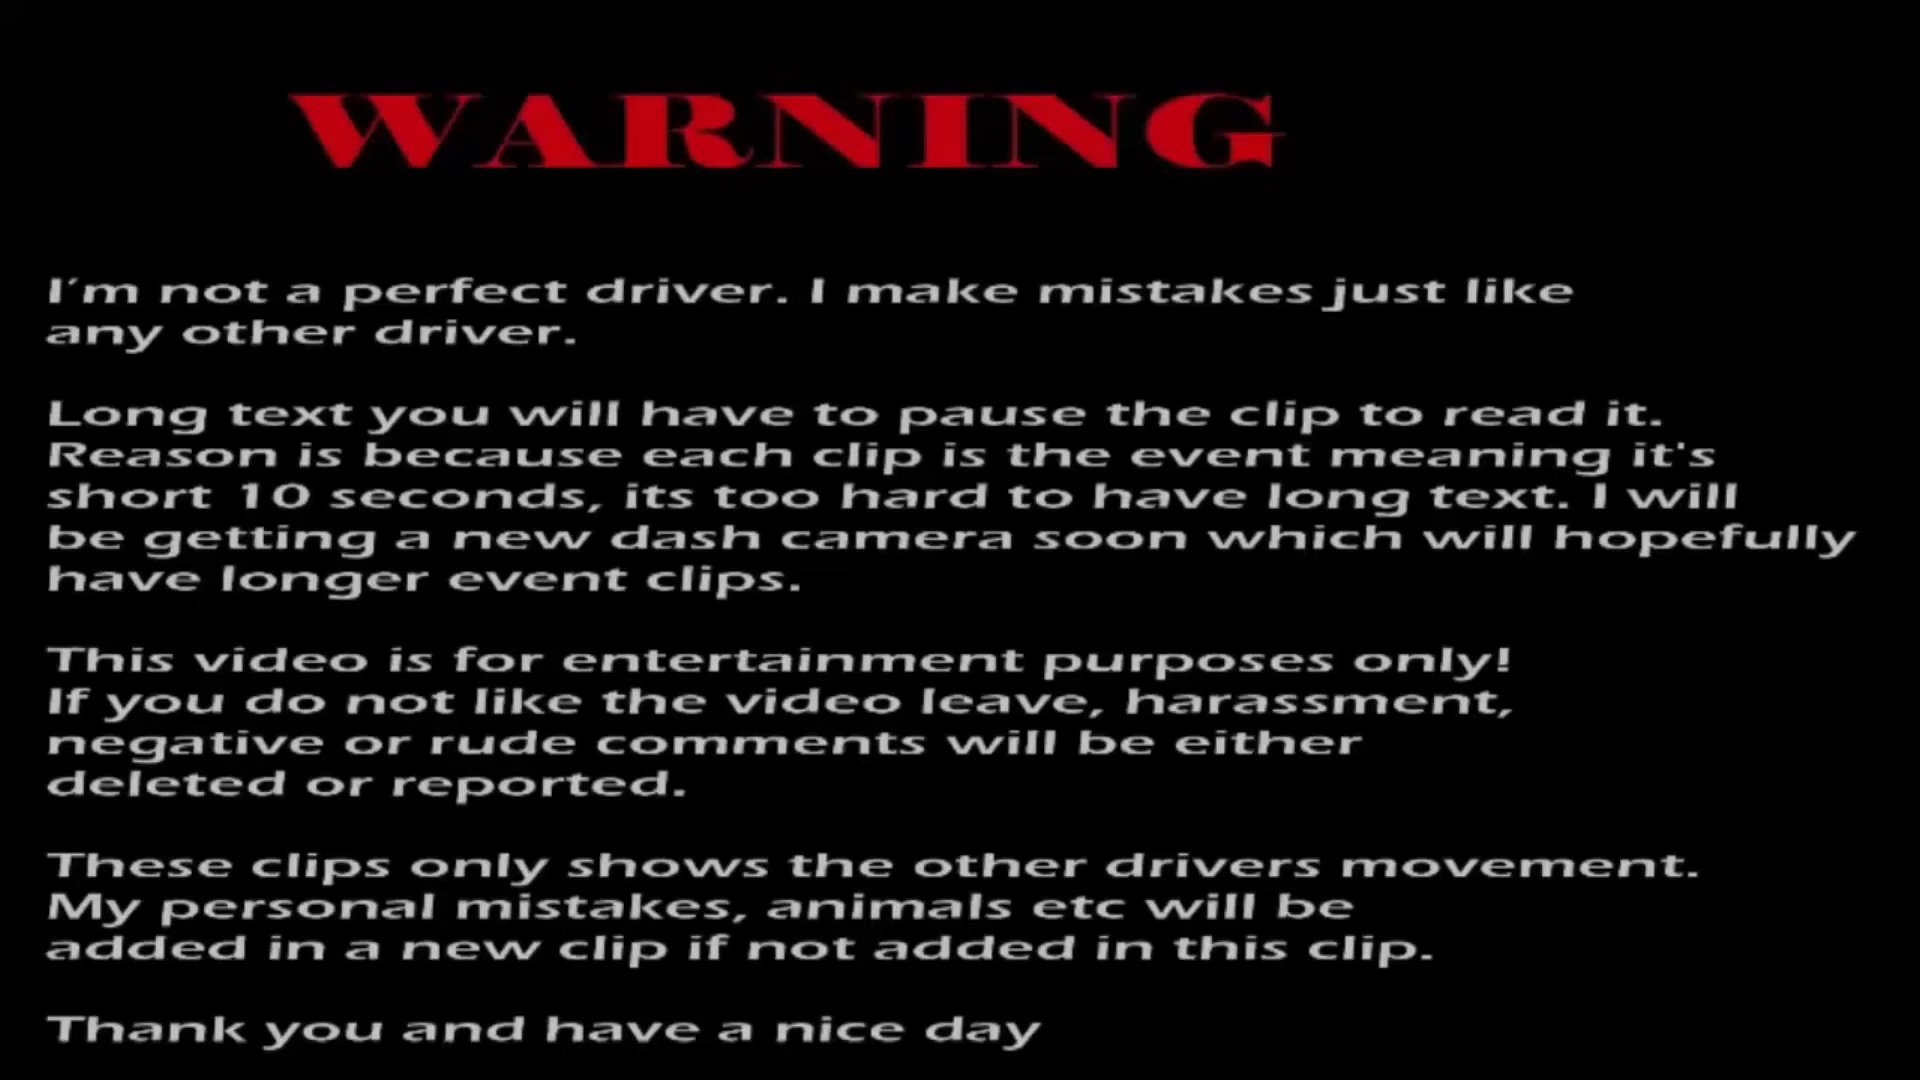 WARNING
I´m not a perfect driver. I make mistakes just like
any other driver.
Long text you will have to pause the clip to read it.
Reason is because each clip is the event meaning it's
short 10 seconds, its too hard to have long text. I will
be getting a new dash camera soon which will hopefully
have longer event clips.
This video is for entertainment purposes only!
If you do not like the video leave, harassment,
negative or rude comments will be either
deleted or reported.
These clips only shows the other drivers movement.
My personal mistakes, animals etc will be
added in a new clip if not added in this clip.
Thank you and have a nice day